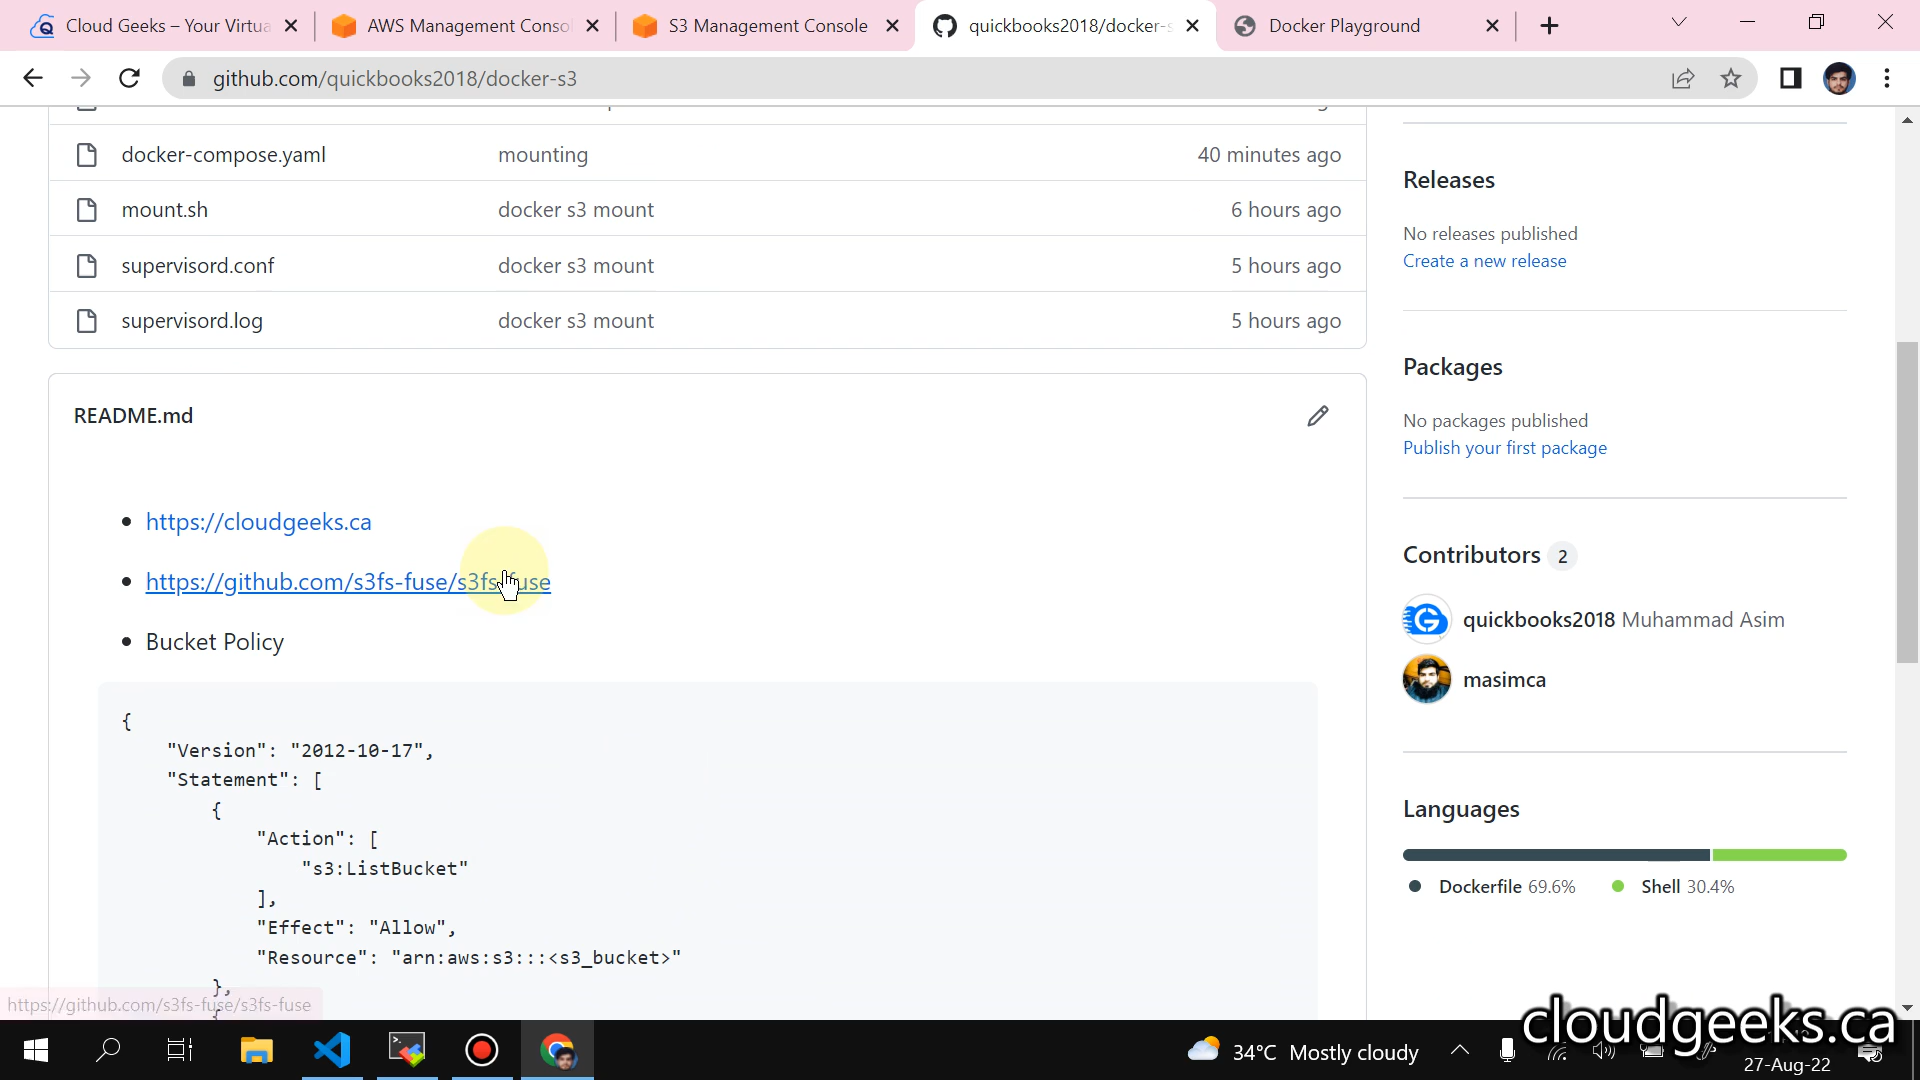 Cloud Geeks – Your Virtua
AWS Management Consol
S3 Management Console
quickbooks2018/docker-s
Docker Playground
github.com/quickbooks2018/docker-s3
docker-compose.yaml mounting 40 minutes ago
mount.sh docker s3 mount 6 hours ago
supervisord.conf docker s3 mount 5 hours ago
supervisord.log docker s3 mount 5 hours ago
README.md
https://cloudgeeks.ca
https://github.com/s3fs-fuse/s3fs-fuse
Bucket Policy
{
"Version": "2012-10-17",
"Statement": [
{
"Action": [
"s3:ListBucket"
],
"Effect": "Allow",
"Resource": "arn:aws:s3:::<s3_bucket>"
},
{
Releases
No releases published
Create a new release
Packages
No packages published
Publish your first package
Contributors 2
quickbooks2018 Muhammad Asim
masimca
Languages
Dockerfile 69.6% Shell 30.4%
https://github.com/s3fs-fuse/s3fs-fuse
cloudgeeks.ca
34°C Mostly cloudy
27-Aug-22